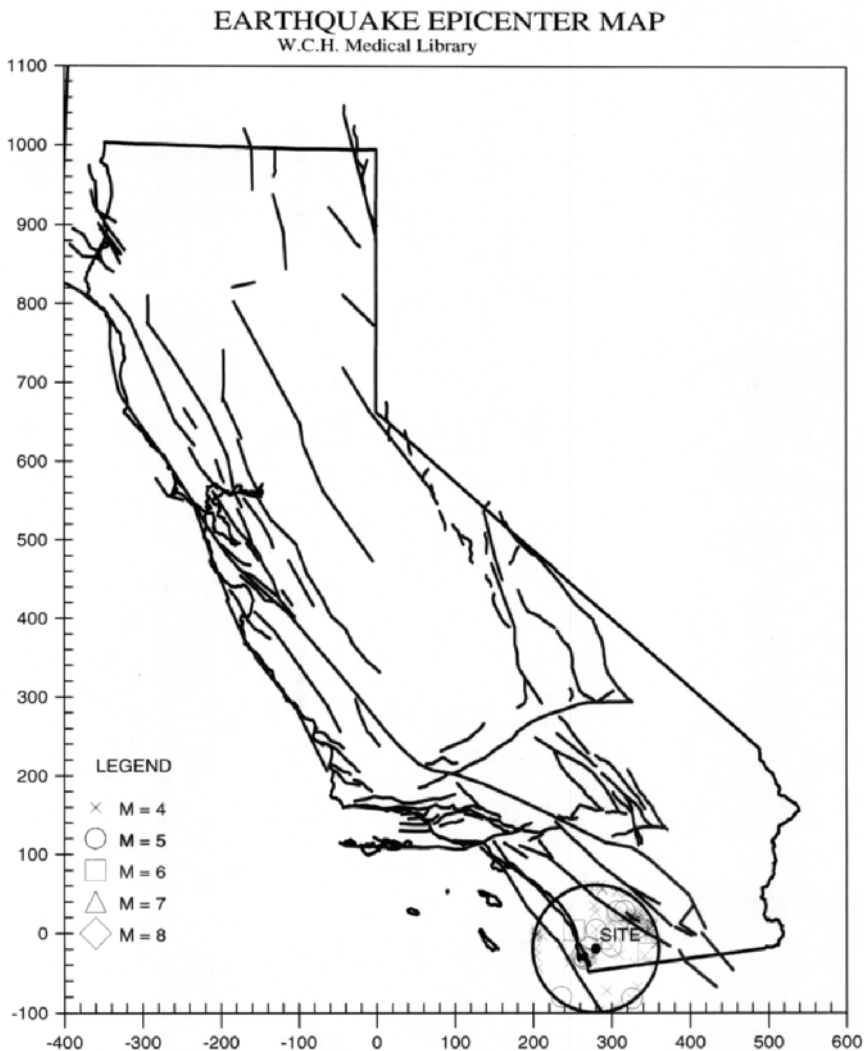 EARTHQUAKE EPICENTER MAP
W.C.H. Medical Library
1100
1000
900
800
700
600
500
400
300
200
100
0
-100
LEGEND
M = 4
M = 5
M = 6
M = 7
M = 8
SITE
-400 -300 -200 -100 0 100 200 300 400 500 600